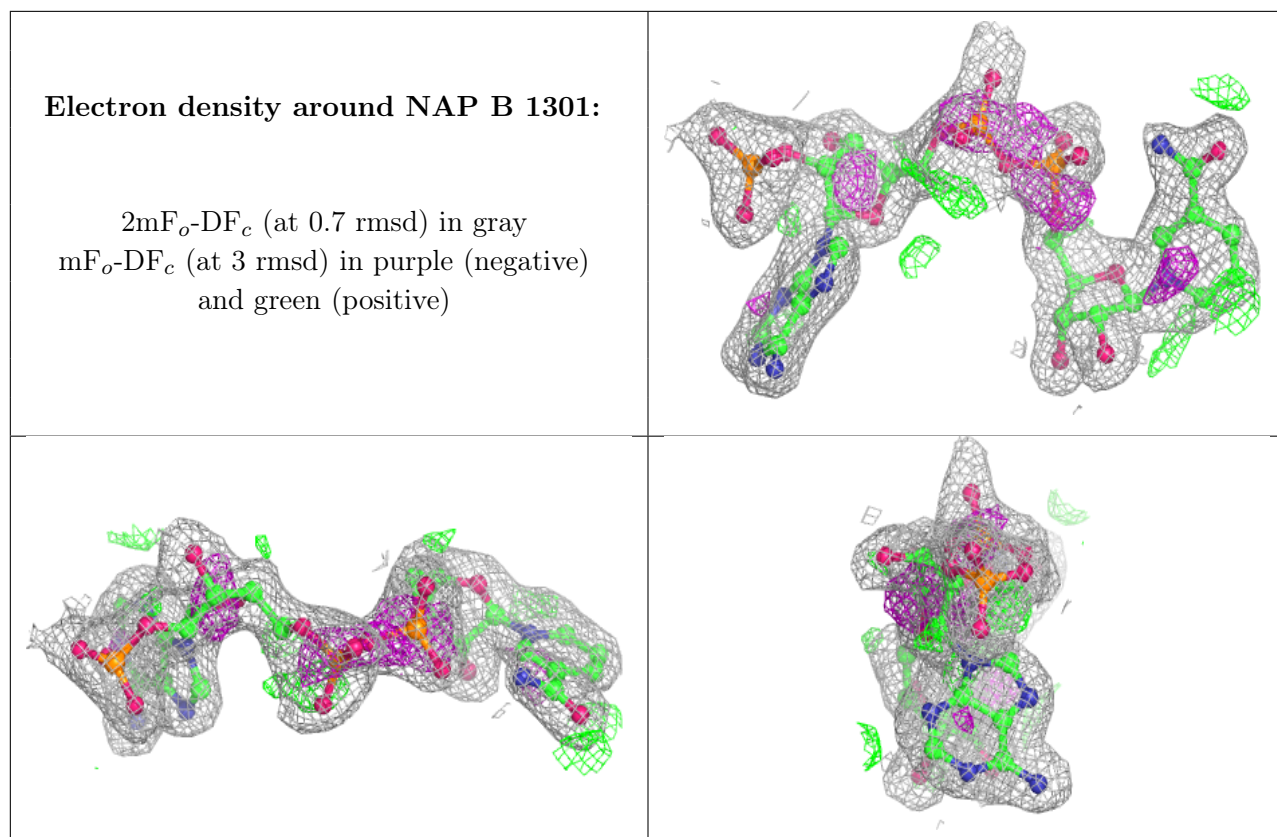 Electron density around NAP B 1301:
2mFo-DFc (at 0.7 rmsd) in gray
mFo-DFc (at 3 rmsd) in purple (negative)
and green (positive)